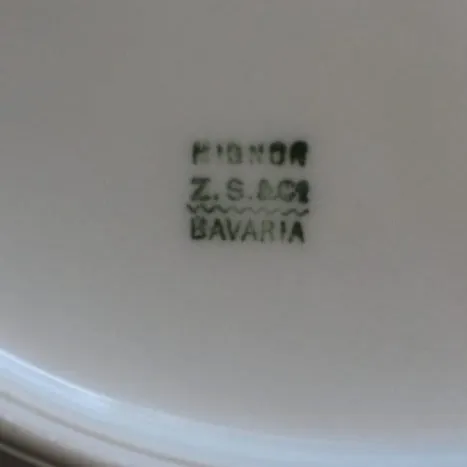 MIGNON
Z. S. & Co
BAVARIA